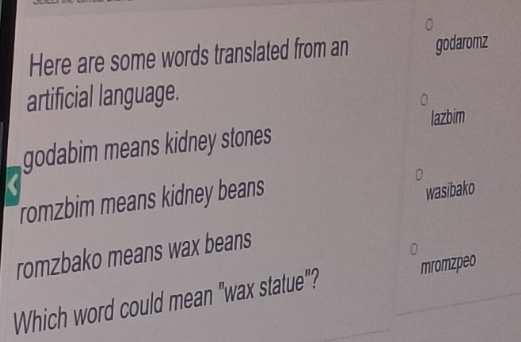 Here are some words translated from an
artificial language.
godabim means kidney stones
romzbim means kidney beans
romzbako means wax beans
Which word could mean "wax statue"?
godaromz
lazbim
wasibako
mromzpeo